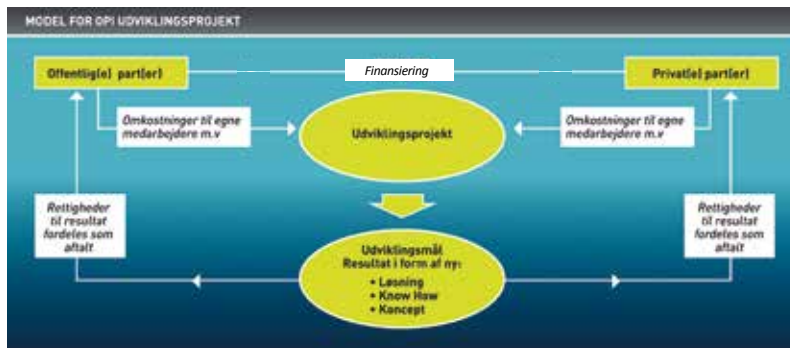 MODEL FOR OPI UDVIKLINGSPROJEKT
Offentlig(e) part(er)
Finansiering
Privat(e) part(er)
Omkostninger til egne
medarbejdere m.v
Udviklingsprojekt
Omkostninger til egne
medarbejdere m.v
Rettigheder
til resultat
fordeles som
aftalt
Udviklingsmål
Resultat i form af ny:
• Løsning
• Know How
• Koncept
Rettigheder
til resultat
fordeles som
aftalt